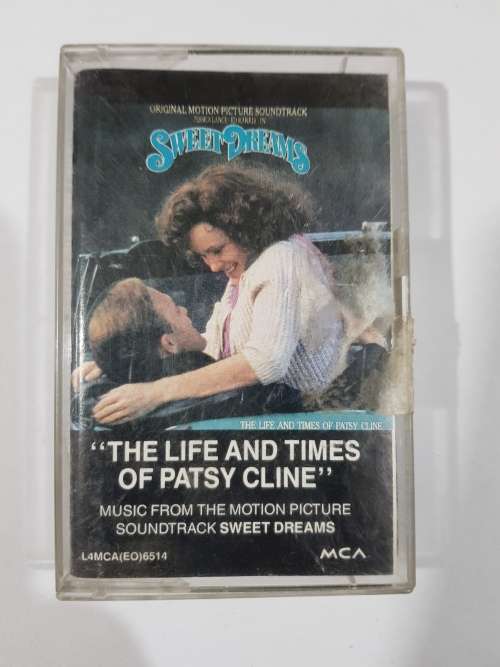 ORIGINAL MOTION PICTURE SOUNDTRACK
IN
SWEET DREAMS
THE LIFE AND TIMES OF PATSY CLINE
“THE LIFE AND TIMES
OF PATSY CLINE”
MUSIC FROM THE MOTION PICTURE
SOUNDTRACK SWEET DREAMS
L4MCA(EO)6514
MCA